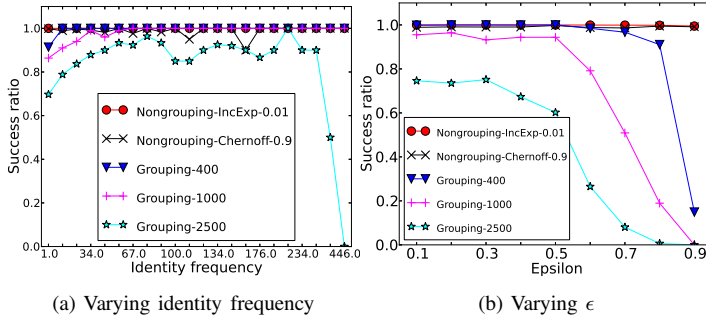 Success ratio
1.0
0.8
0.6
0.4
0.2
0.0
Nongrouping-IncExp-0.01
Nongrouping-Chernoff-0.9
Grouping-400
Grouping-1000
Grouping-2500
1.0 34.0 67.0 100.0 134.0 176.0 234.0 446.0
Identity frequency
(a) Varying identity frequency
Success ratio
1.0
0.8
0.6
0.4
0.2
0.0
Nongrouping-IncExp-0.01
Nongrouping-Chernoff-0.9
Grouping-400
Grouping-1000
Grouping-2500
0.1 0.3 0.5 0.7 0.9
Epsilon
(b) Varying ϵ